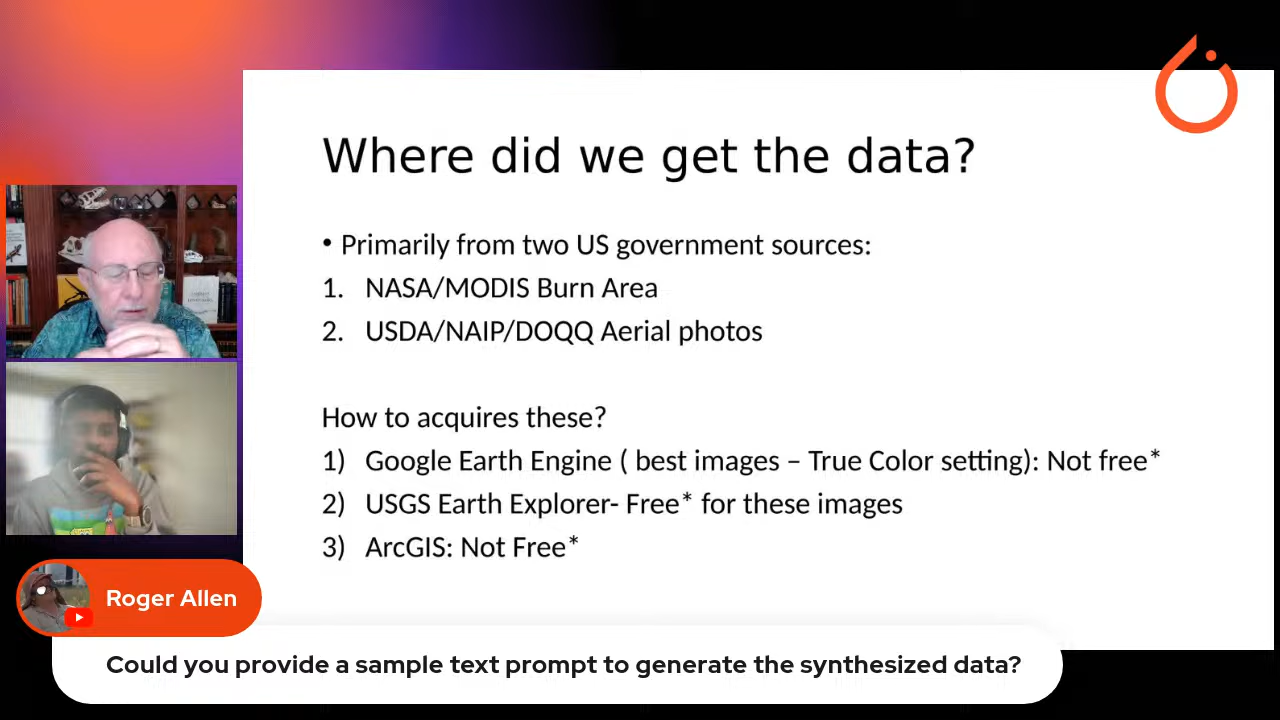 Where did we get the data?
• Primarily from two US government sources:
1. NASA/MODIS Burn Area
2. USDA/NAIP/DOQQ Aerial photos
How to acquires these?
1) Google Earth Engine ( best images – True Color setting): Not free*
2) USGS Earth Explorer- Free* for these images
3) ArcGIS: Not Free*
Roger Allen
Could you provide a sample text prompt to generate the synthesized data?